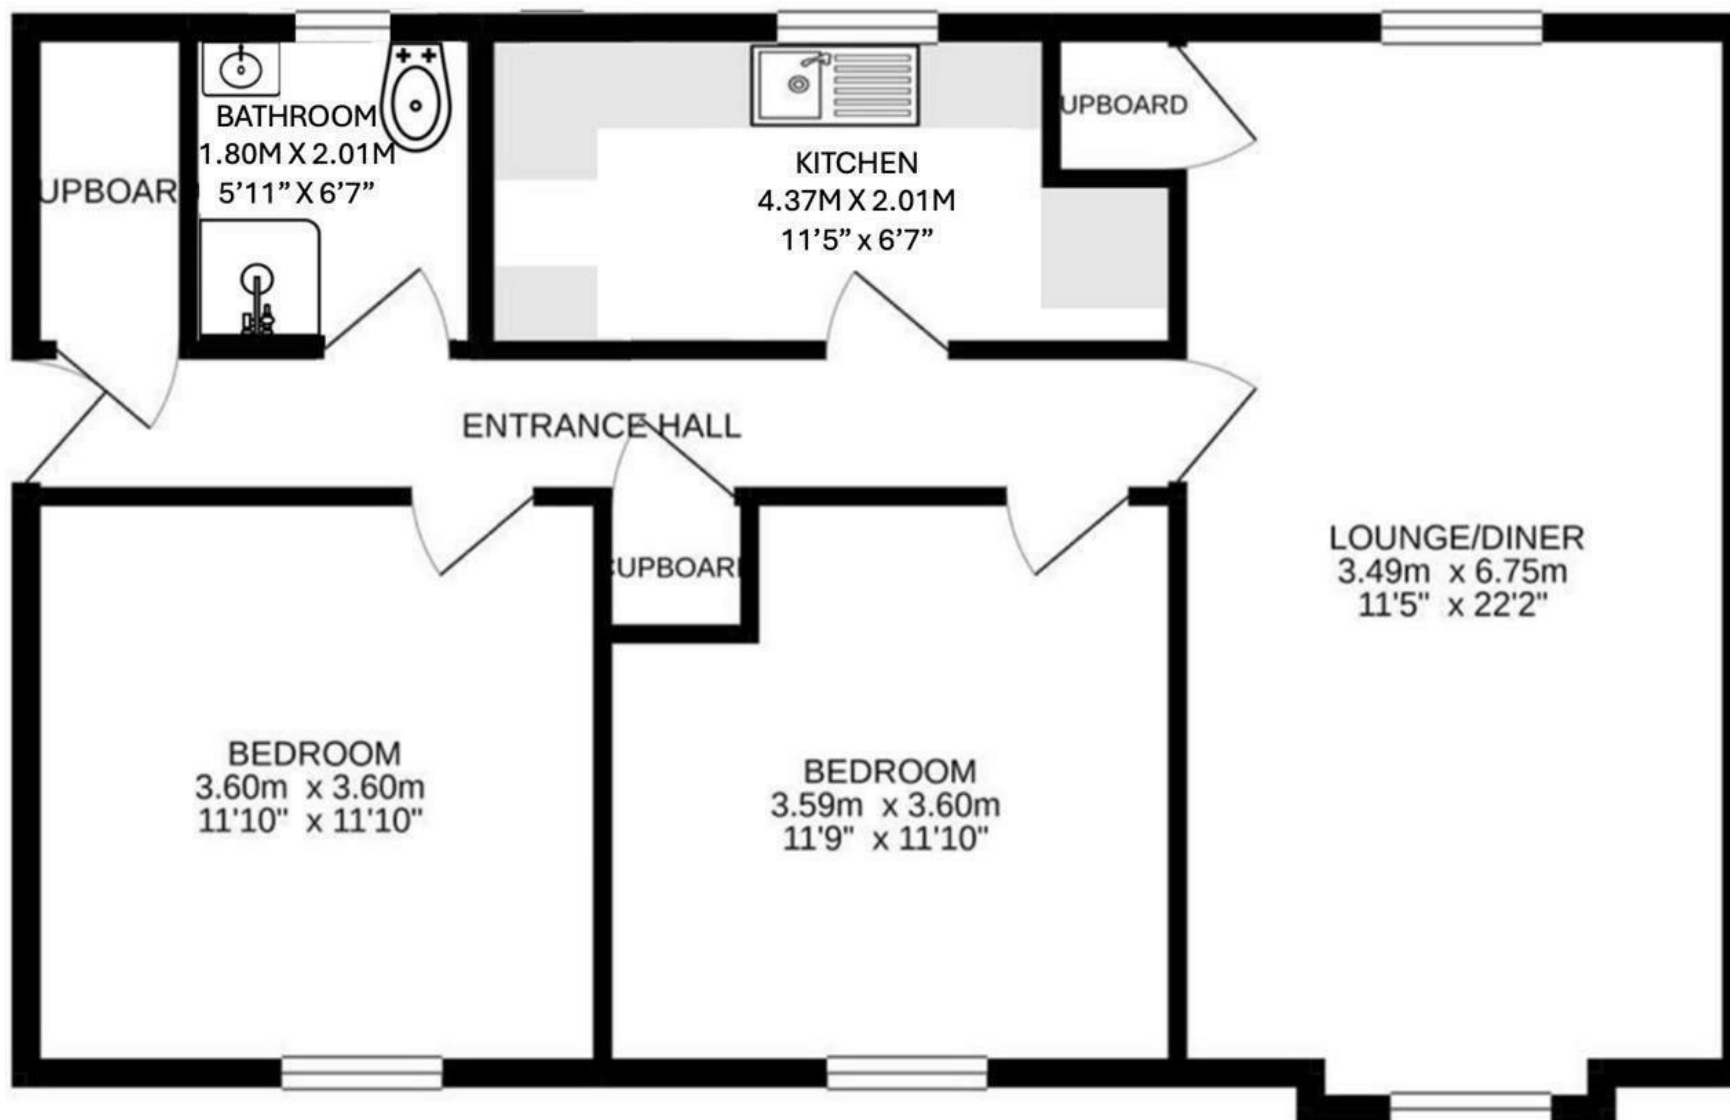 BATHROOM
1.80M X 2.01M
5’11” X 6’7”
UPBOAR
KITCHEN
4.37M X 2.01M
11’5” x 6’7”
UPBOARD
ENTRANCE HALL
CUPBOARD
LOUNGE/DINER
3.49m x 6.75m
11'5" x 22'2"
BEDROOM
3.60m x 3.60m
11'10" x 11'10"
BEDROOM
3.59m x 3.60m
11'9" x 11'10"